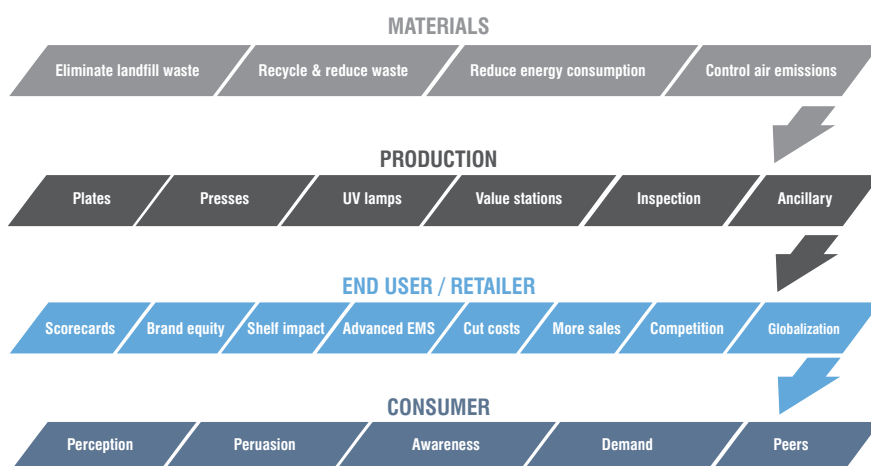 MATERIALS
Eliminate landfill waste Recycle & reduce waste Reduce energy consumption Control air emissions
PRODUCTION
Plates Presses UV lamps Value stations Inspection Ancillary
END USER / RETAILER
Scorecards Brand equity Shelf impact Advanced EMS Cut costs More sales Competition Globalization
CONSUMER
Perception Peruasion Awareness Demand Peers